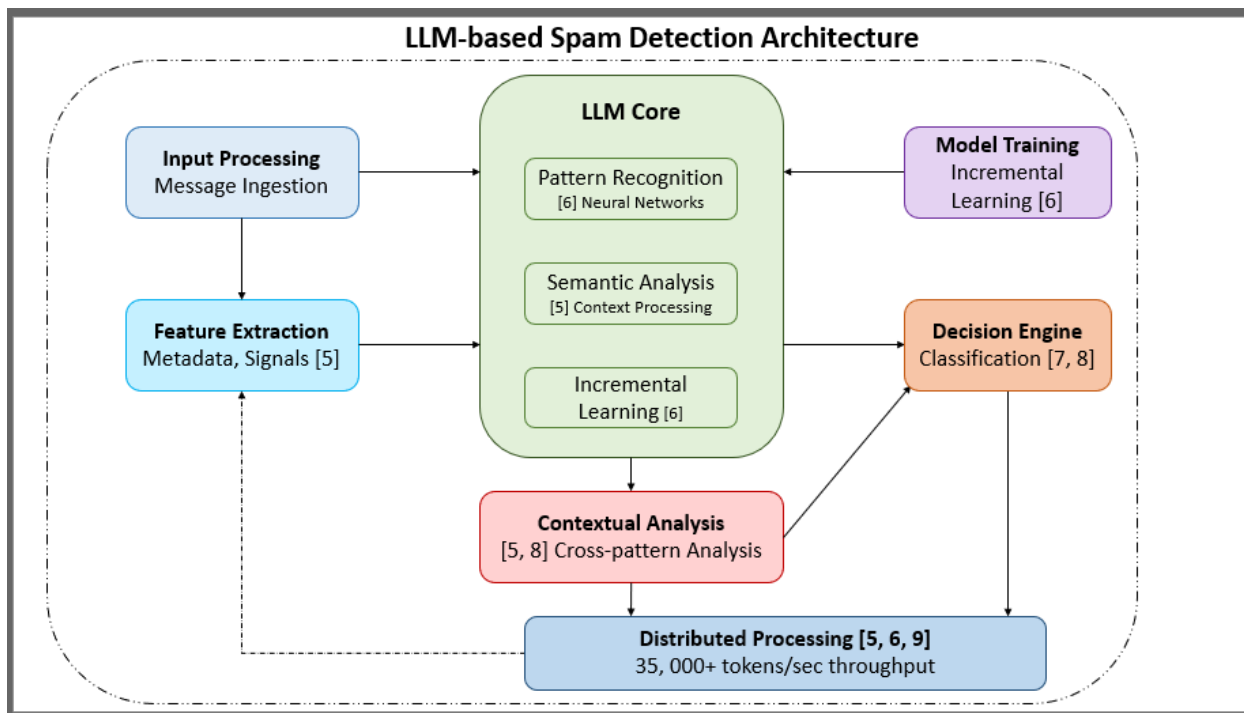 LLM-based Spam Detection Architecture
LLM Core
Input Processing
Message Ingestion
Model Training
Incremental
Learning [6]
Pattern Recognition
[6] Neural Networks
Semantic Analysis
[5] Context Processing
Feature Extraction
Metadata, Signals [5]
Decision Engine
Classification [7, 8]
Incremental
Learning [6]
Contextual Analysis
[5, 8] Cross-pattern Analysis
Distributed Processing [5, 6, 9]
35, 000+ tokens/sec throughput